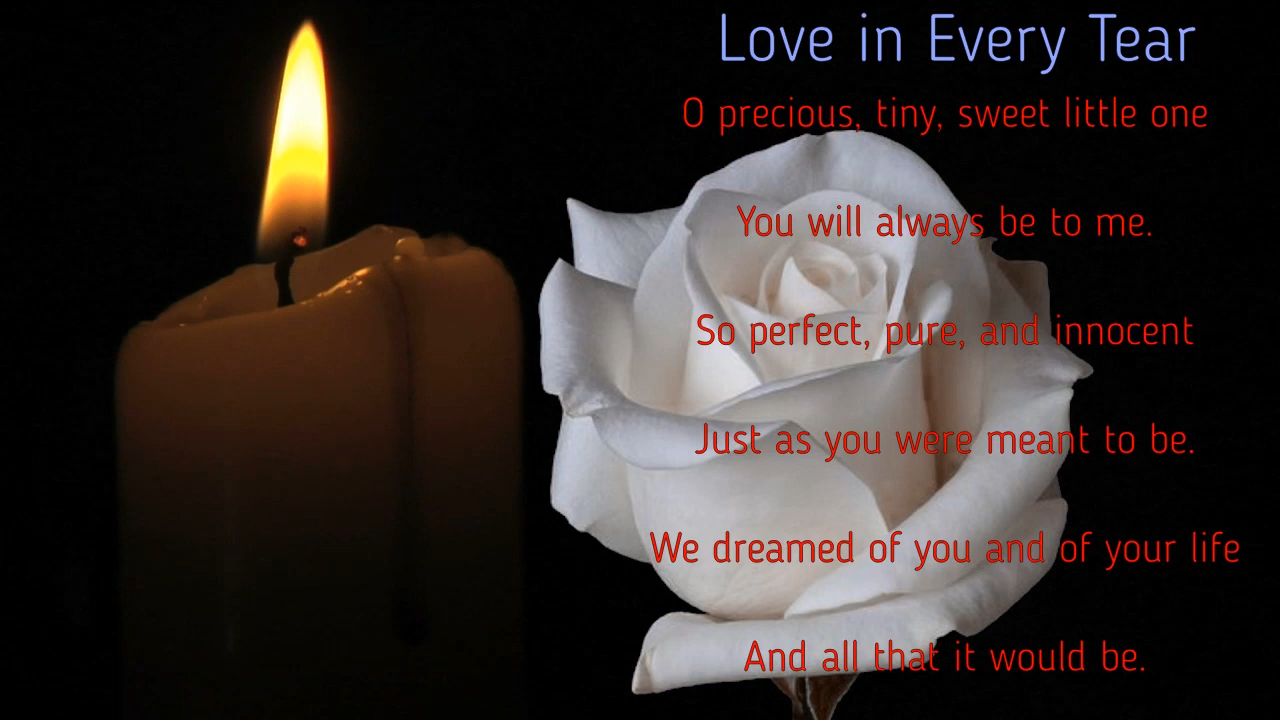 Love in Every Tear
O precious, tiny, sweet little one
You will always be to me.
So perfect, pure, and innocent
Just as you were meant to be.
We dreamed of you and of your life
And all that it would be.